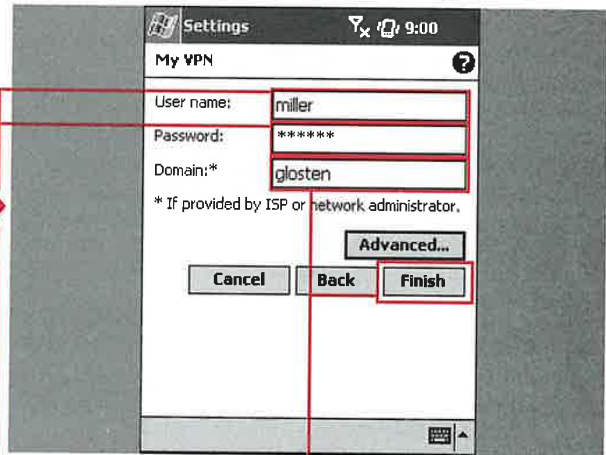 Settings 9:00
My VPN ?
User name: miller
Password: ******
Domain:* glosten
* If provided by ISP or network administrator.
Advanced...
Cancel Back Finish